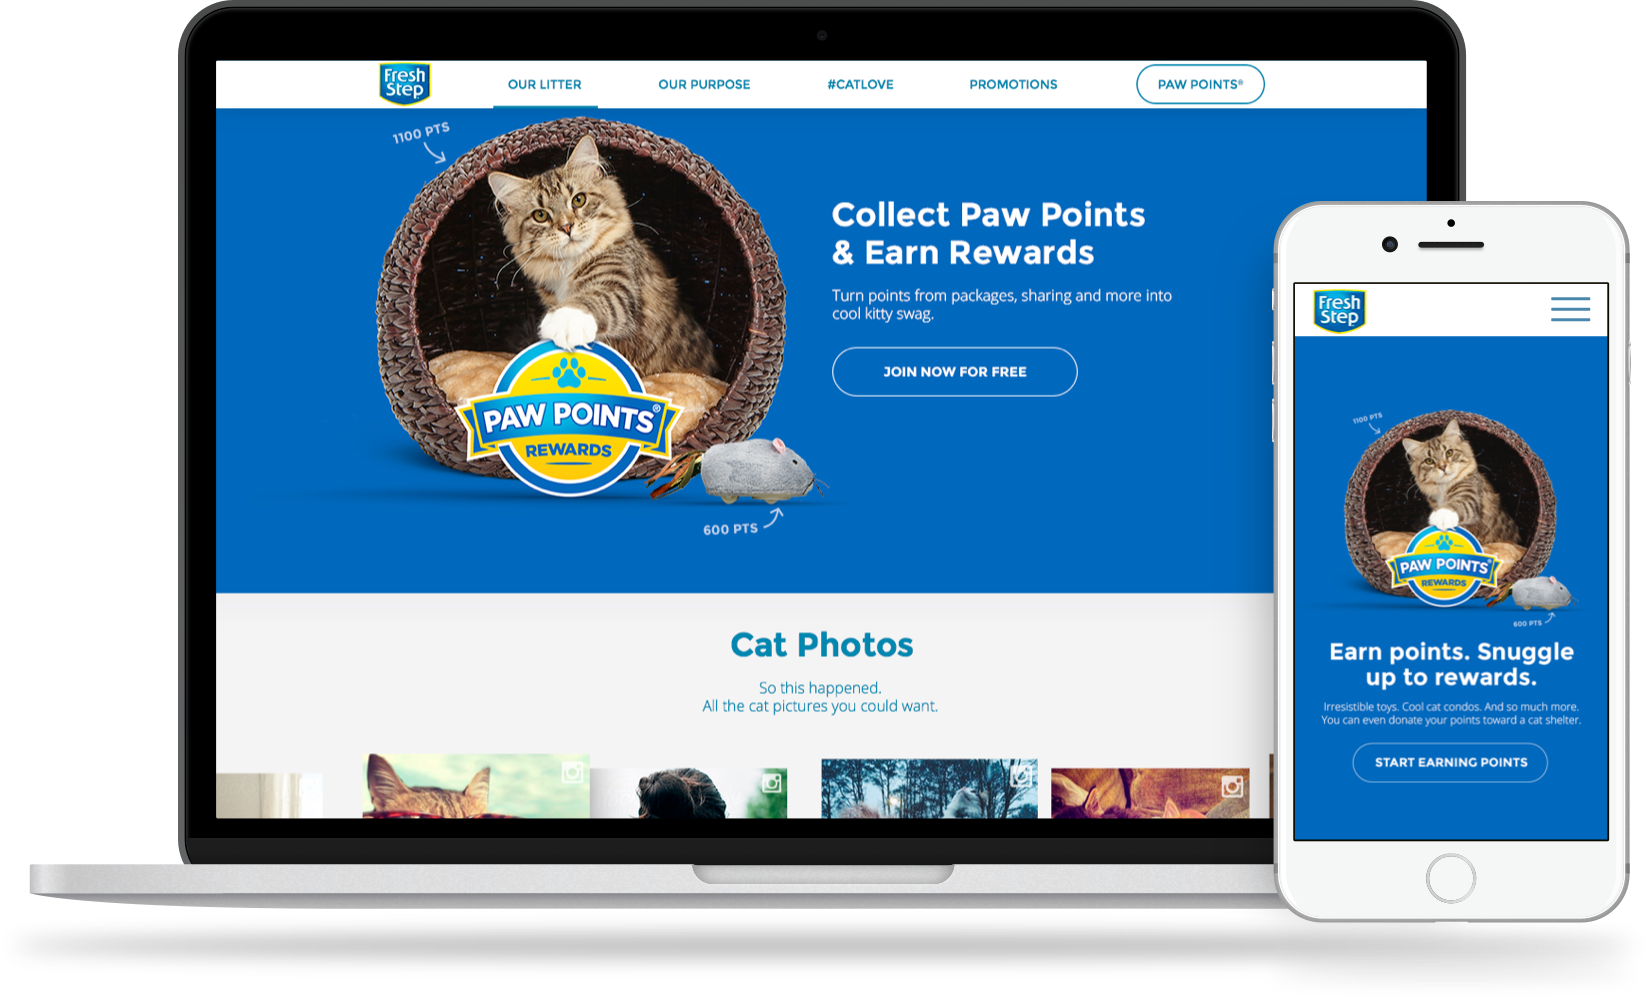 Fresh
Step
OUR LITTER
OUR PURPOSE
#CATLOVE
PROMOTIONS
PAW POINTS®
1100 PTS
Collect Paw Points
& Earn Rewards
Turn points from packages, sharing and more into
cool kitty swag.
JOIN NOW FOR FREE
PAW POINTS®
REWARDS
600 PTS
Cat Photos
So this happened.
All the cat pictures you could want.
Fresh
Step
1100 PTS
PAW POINTS®
REWARDS
600 PTS
Earn points. Snuggle
up to rewards.
Irresistible toys. Cool cat condos. And so much more.
You can even donate your points toward a cat shelter.
START EARNING POINTS